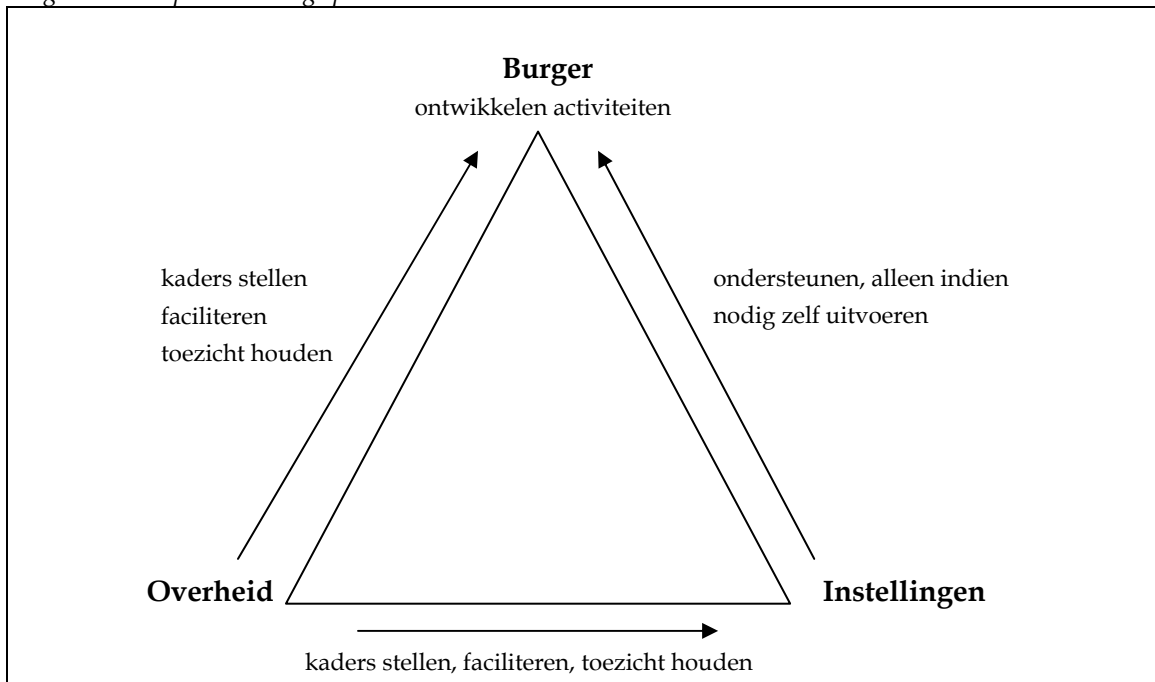 Burger
ontwikkelen activiteiten
kaders stellen
faciliteren
toezicht houden
ondersteunen, alleen indien
nodig zelf uitvoeren
Overheid
Instellingen
kaders stellen, faciliteren, toezicht houden